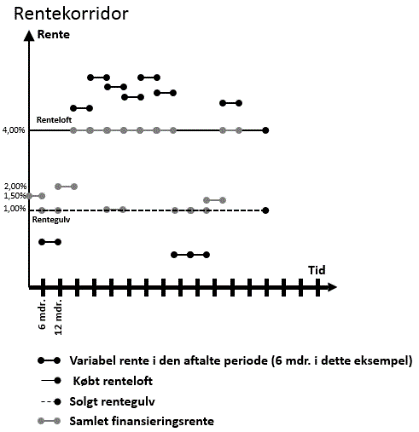 Rentekorridor
Rente
Renteloft
4,00%
2,00%
1,50%
1,00%
Rentegulv
Tid
6 mdr.
12 mdr.
Variabel rente i den aftalte periode (6 mdr. i dette eksempel)
Købt renteloft
Solgt rentegulv
Samlet finansieringsrente